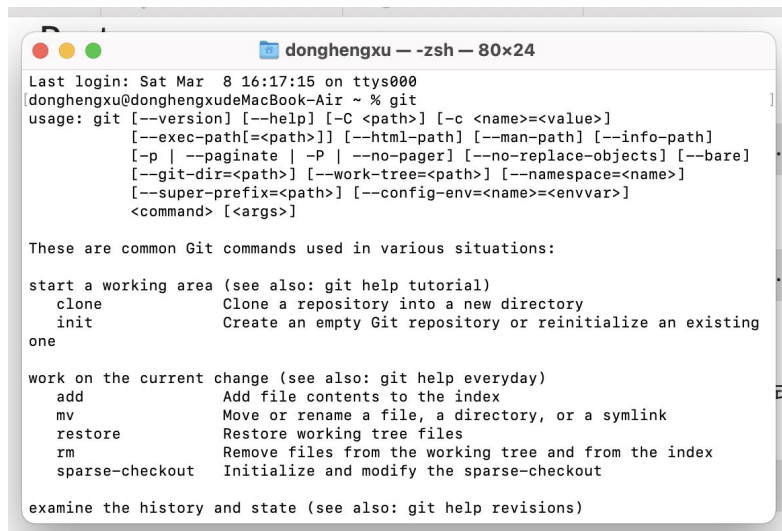 donghengxu — -zsh — 80×24
Last login: Sat Mar  8 16:17:15 on ttys000
[donghengxu@donghengxudeMacBook-Air ~ % git ]
usage: git [--version] [--help] [-C <path>] [-c <name>=<value>]
           [--exec-path[=<path>]] [--html-path] [--man-path] [--info-path]
           [-p | --paginate | -P | --no-pager] [--no-replace-objects] [--bare]
           [--git-dir=<path>] [--work-tree=<path>] [--namespace=<name>]
           [--super-prefix=<path>] [--config-env=<name>=<envvar>]
           <command> [<args>]

These are common Git commands used in various situations:

start a working area (see also: git help tutorial)
   clone             Clone a repository into a new directory
   init              Create an empty Git repository or reinitialize an existing
one

work on the current change (see also: git help everyday)
   add               Add file contents to the index
   mv                Move or rename a file, a directory, or a symlink
   restore           Restore working tree files
   rm                Remove files from the working tree and from the index
   sparse-checkout   Initialize and modify the sparse-checkout

examine the history and state (see also: git help revisions)